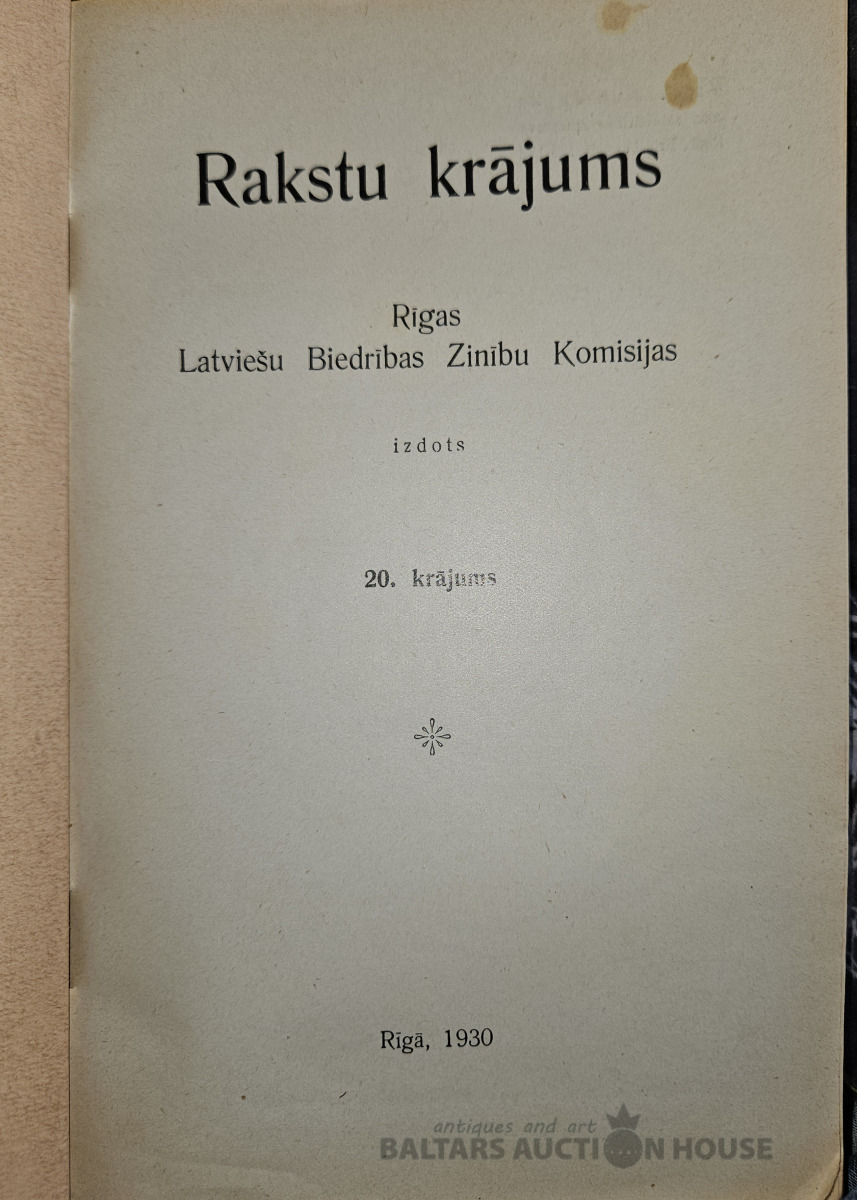 Rakstu krājums
Rīgas
Latviešu Biedrības Zinību Komisijas
izdots
20. krājums
Rīgā, 1930
antiques and art
BALTARS AUCTION HOUSE